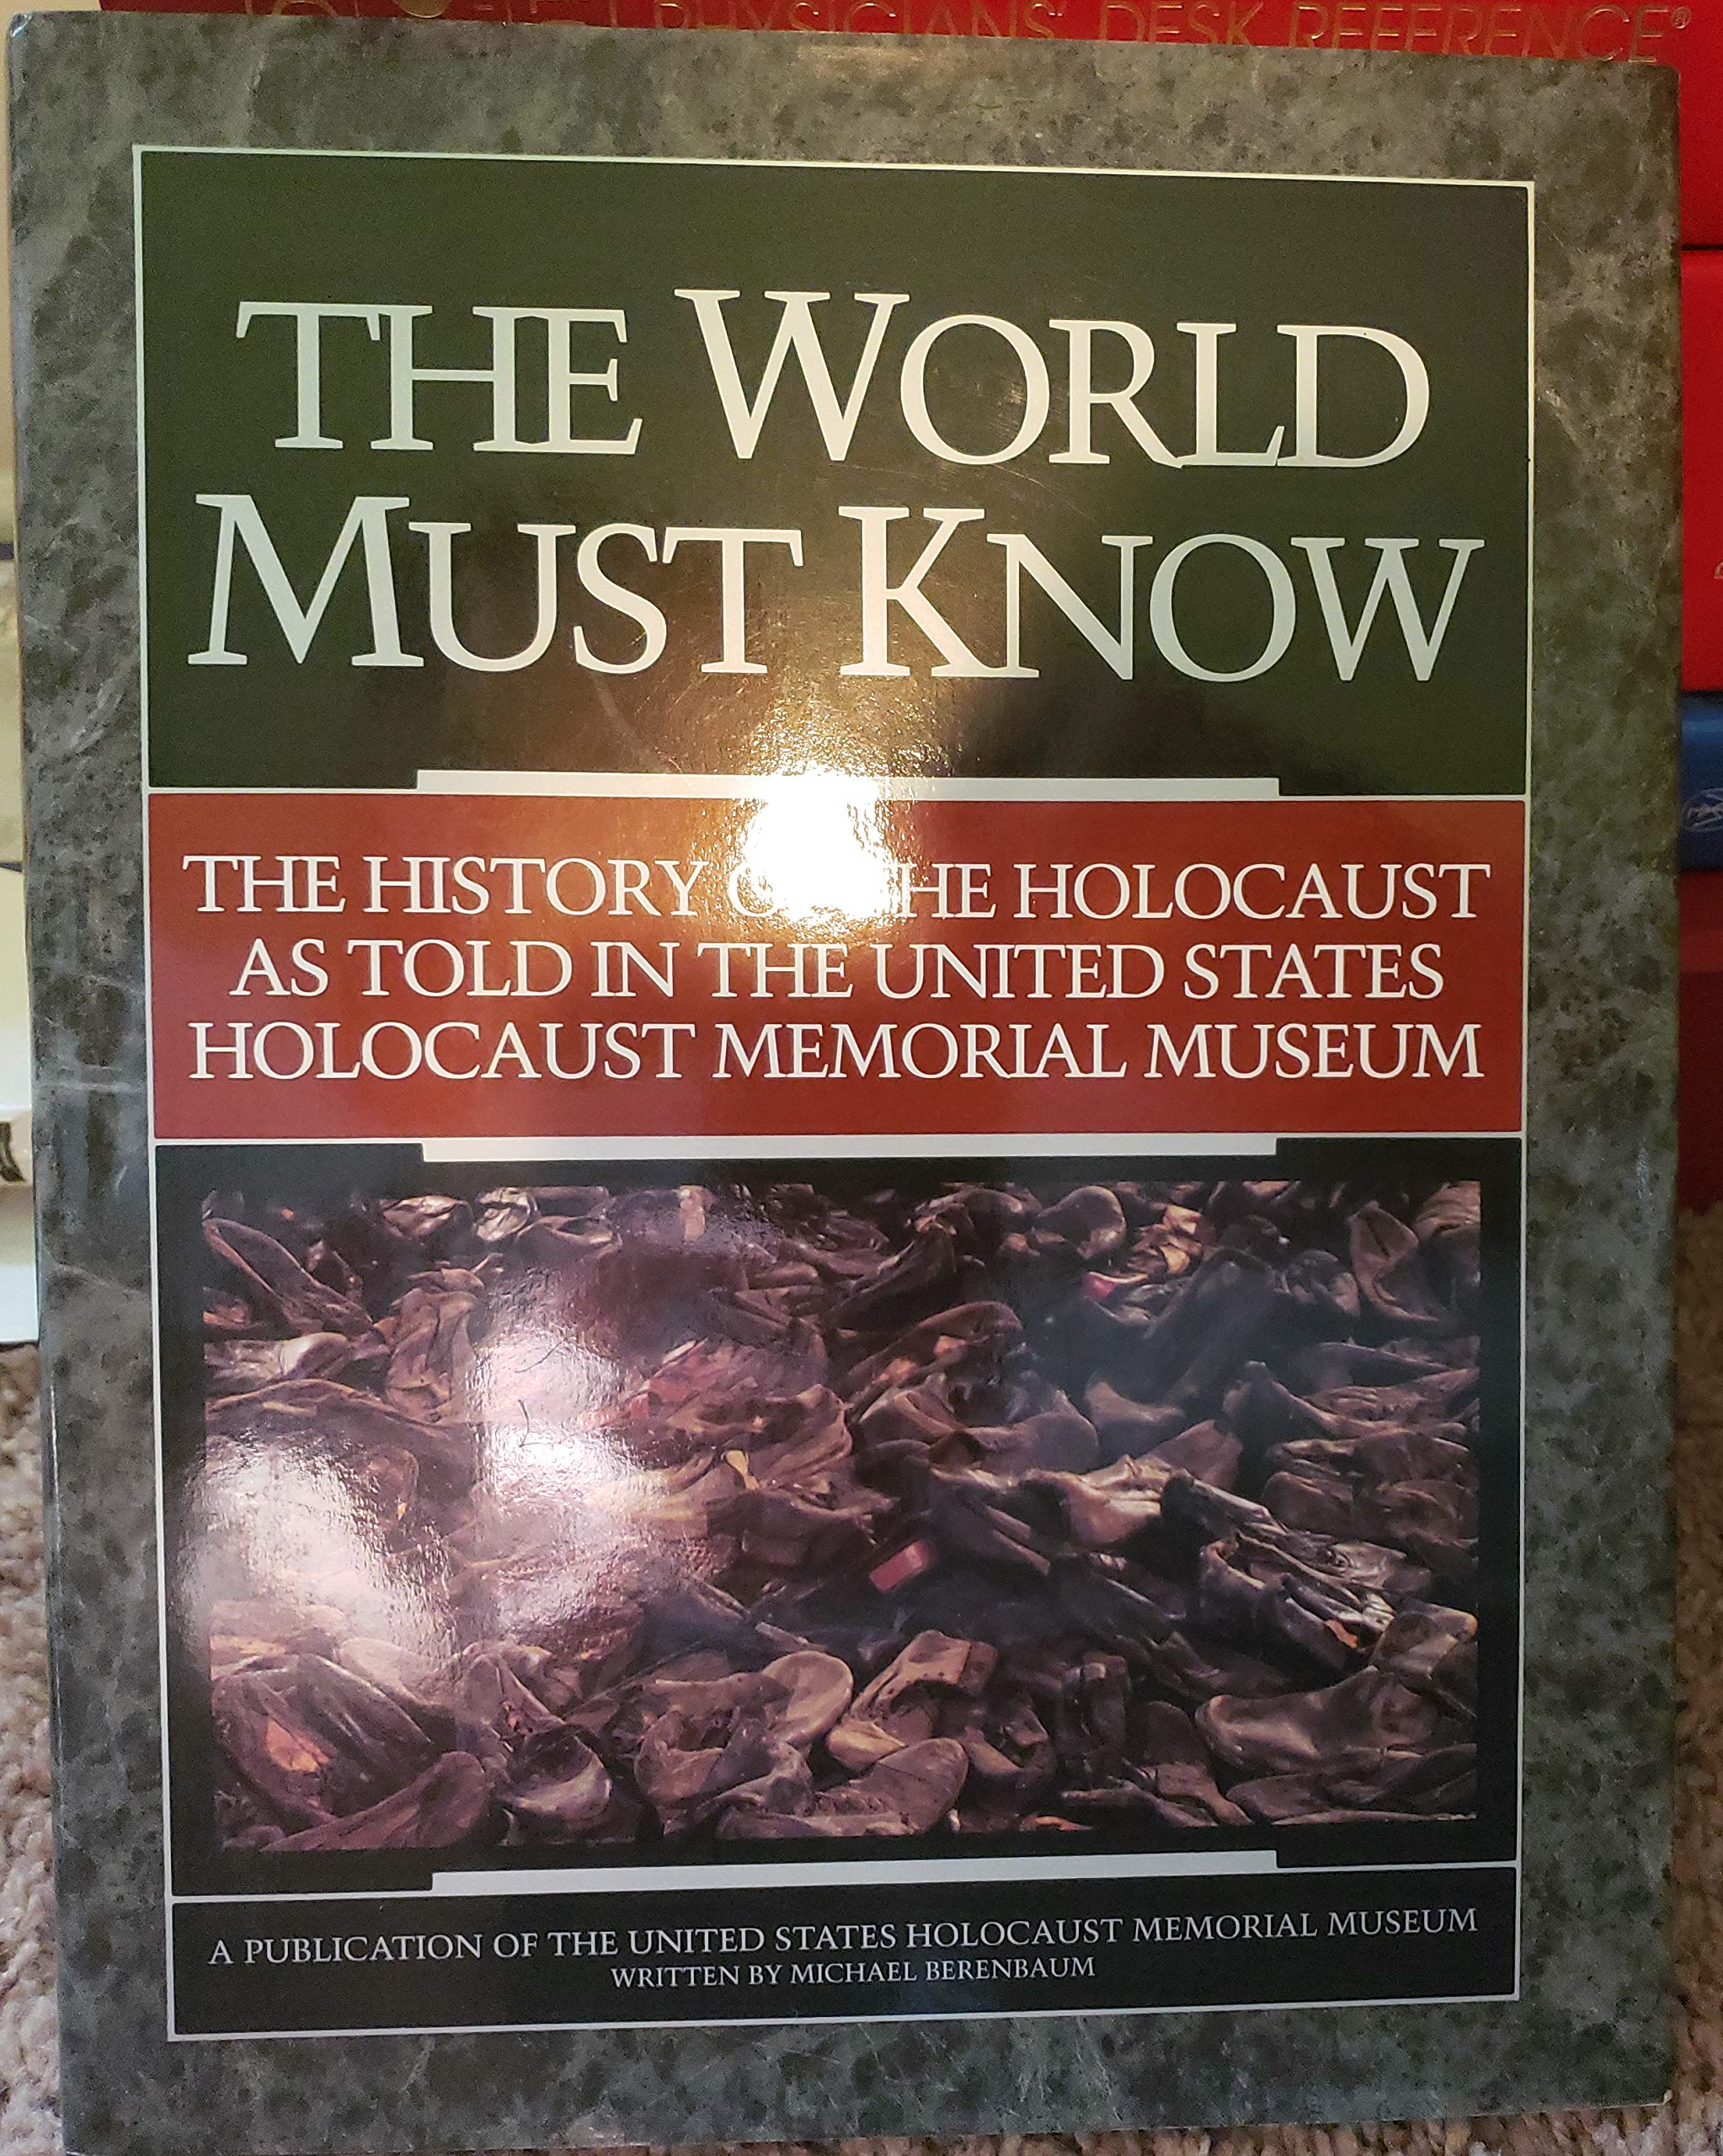 PHYSICIANS' DESK REFERENCE®
THE WORLD
MUST KNOW
THE HISTORY THE HOLOCAUST
AS TOLD IN THE UNITED STATES
HOLOCAUST MEMORIAL MUSEUM
A PUBLICATION OF THE UNITED STATES HOLOCAUST MEMORIAL MUSEUM
WRITTEN BY MICHAEL BERENBAUM